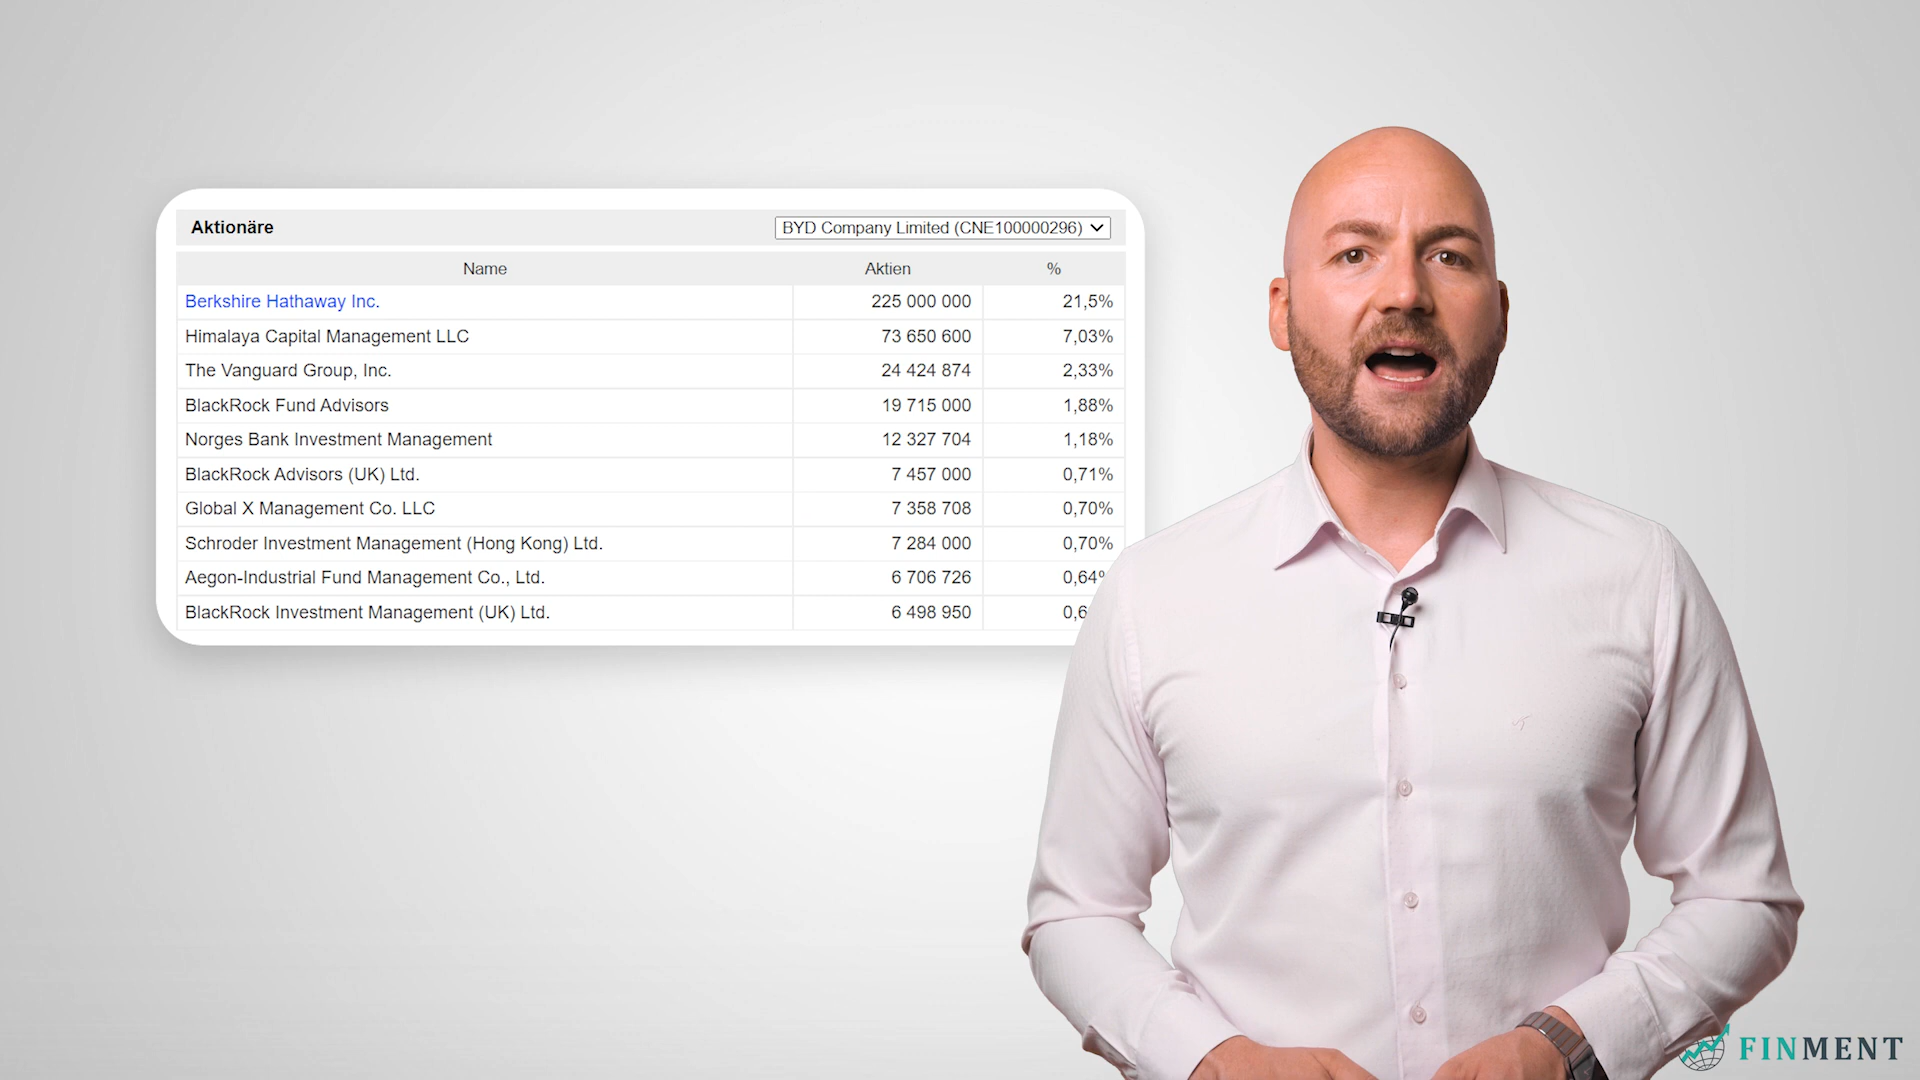 Aktionäre BYD Company Limited (CNE100000296)
Name Aktien %
Berkshire Hathaway Inc. 225 000 000 21,5%
Himalaya Capital Management LLC 73 650 600 7,03%
The Vanguard Group, Inc. 24 424 874 2,33%
BlackRock Fund Advisors 19 715 000 1,88%
Norges Bank Investment Management 12 327 704 1,18%
BlackRock Advisors (UK) Ltd. 7 457 000 0,71%
Global X Management Co. LLC 7 358 708 0,70%
Schroder Investment Management (Hong Kong) Ltd. 7 284 000 0,70%
Aegon-Industrial Fund Management Co., Ltd. 6 706 726 0,64%
BlackRock Investment Management (UK) Ltd. 6 498 950
FINMENT